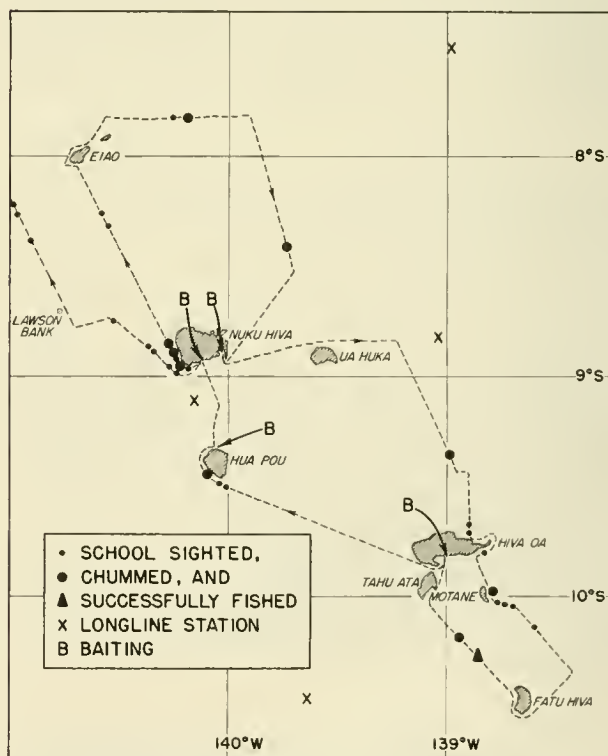 X
8°S
EIAO
B B
NUKU HIVA
LAWSON
BANK
UA HUKA
X
9°S
X
B
HUA POU
B
HIVA OA
TAHU ATA
MOTANE
10°S
• SCHOOL SIGHTED,
● CHUMMED, AND
▲ SUCCESSFULLY FISHED
X LONGLINE STATION
B BAITING
FATU HIVA
X
140°W
139°W